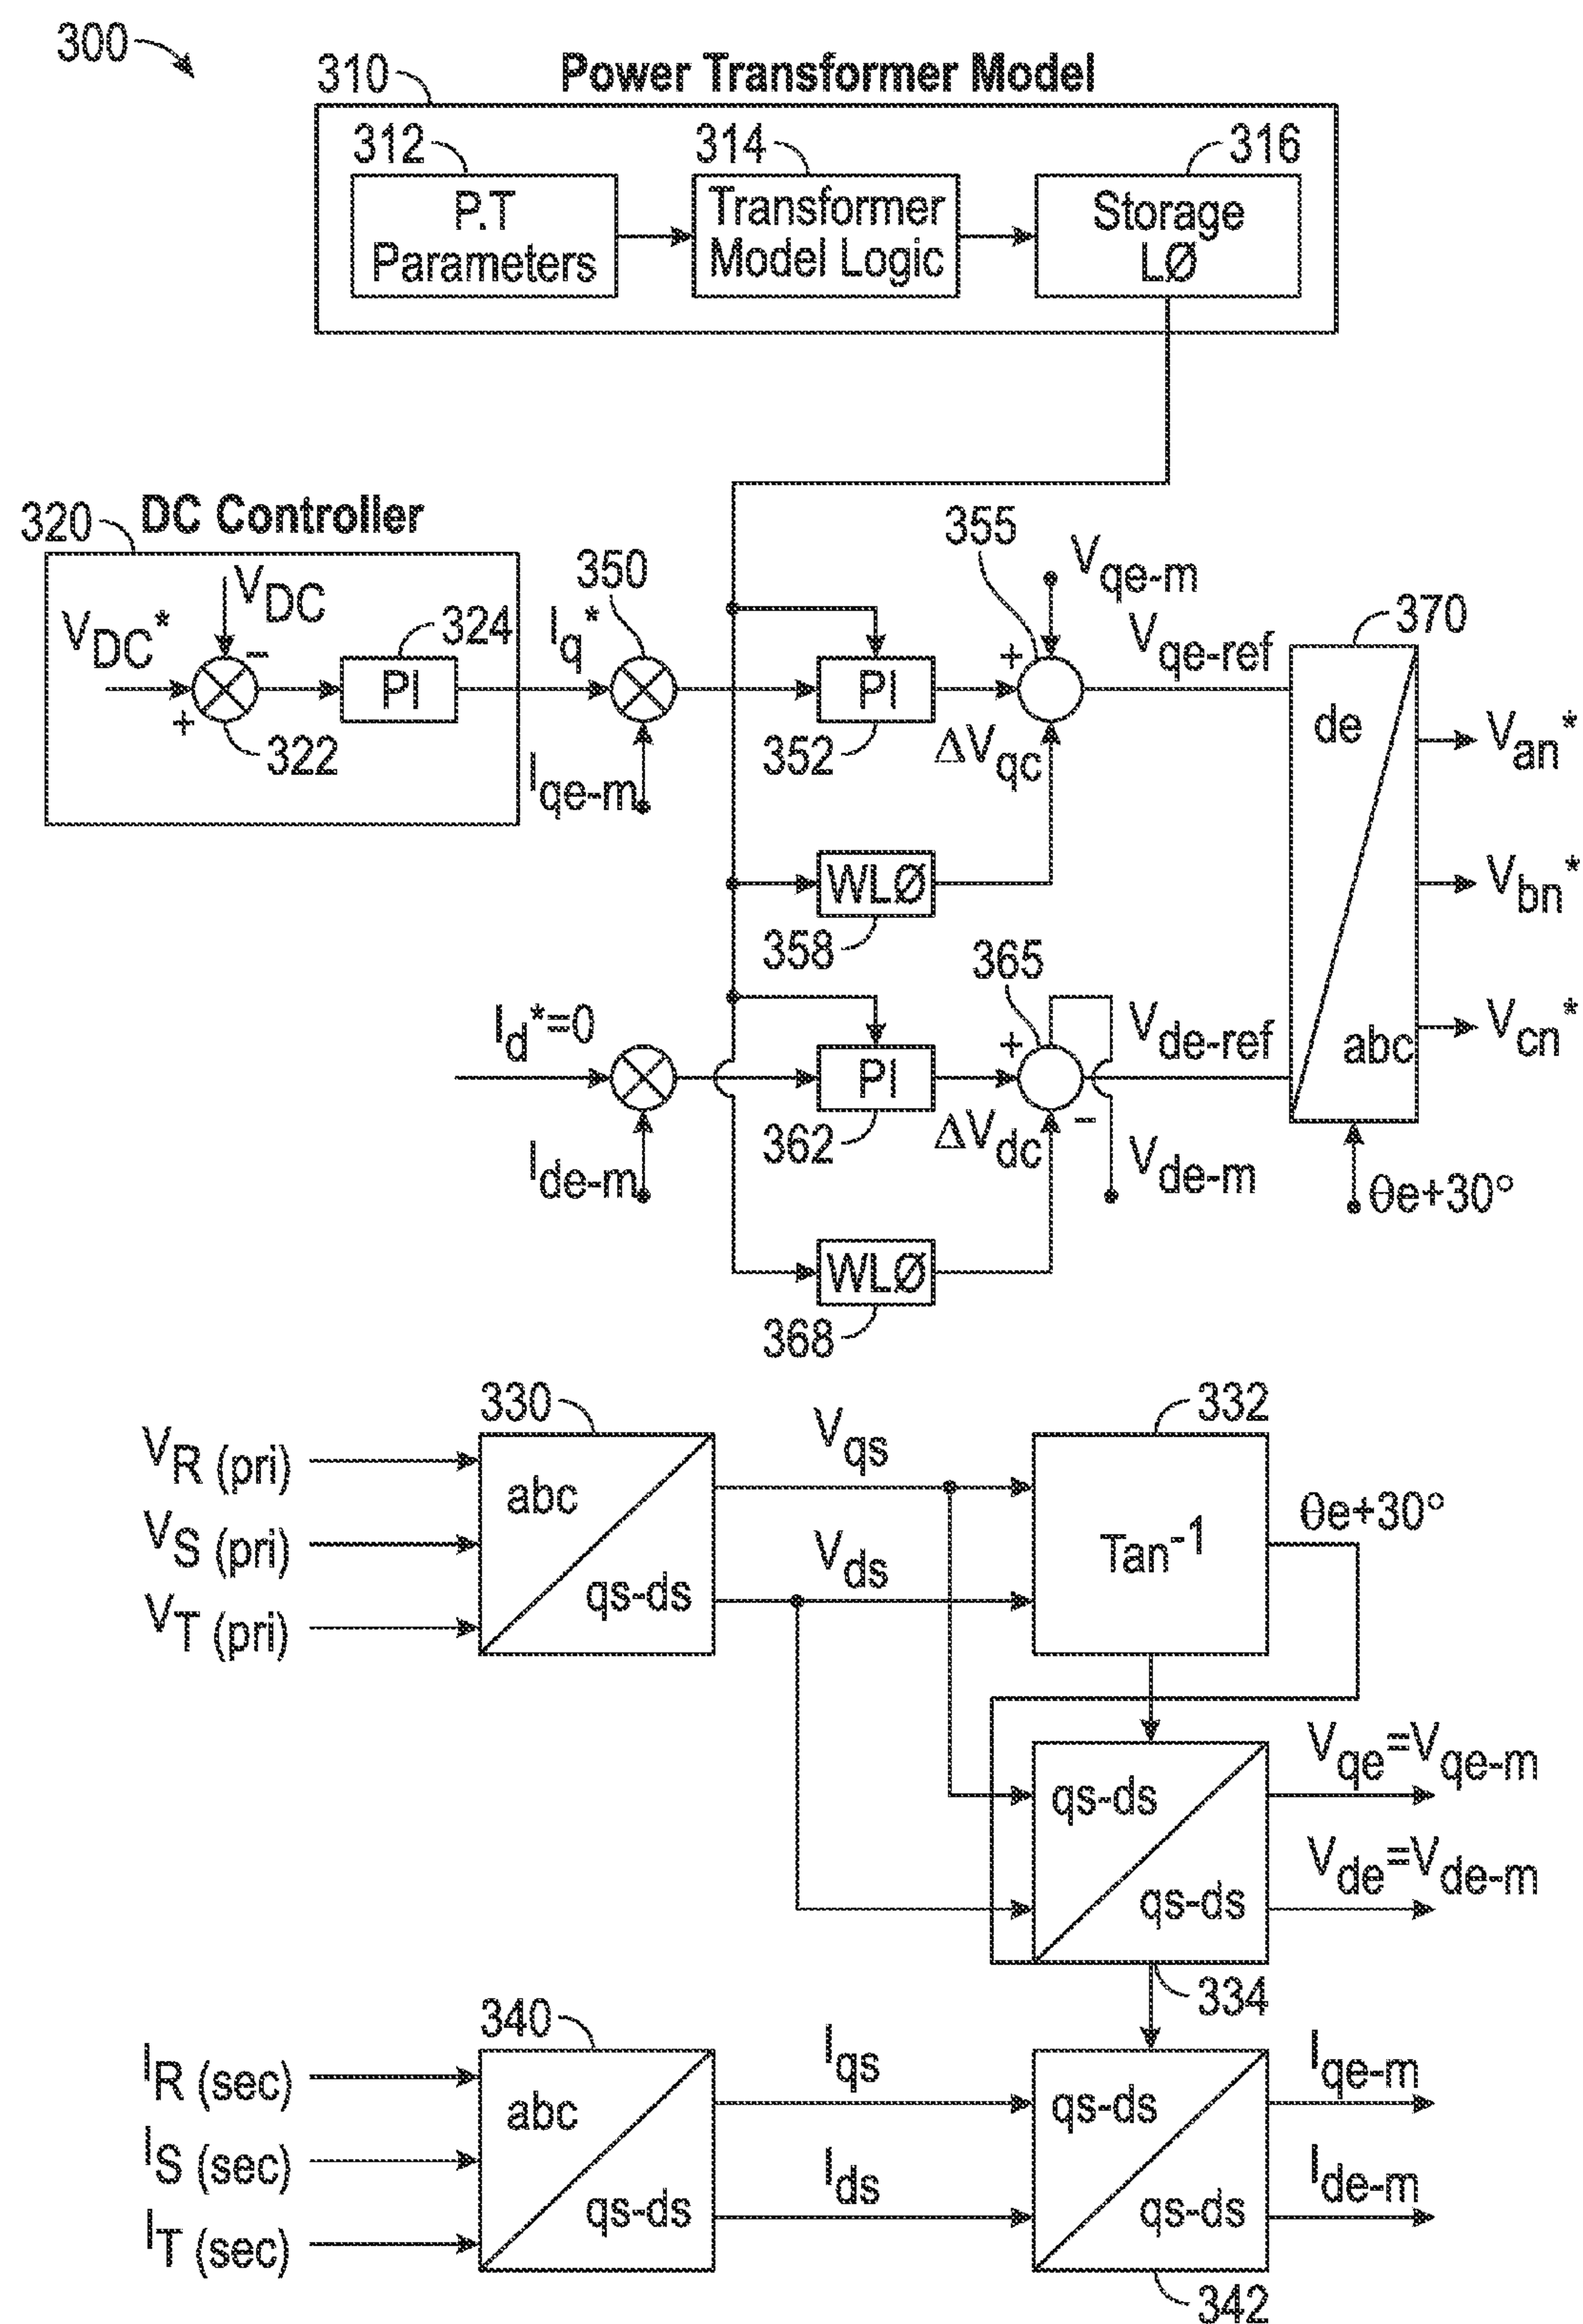 300
310
Power Transformer Model
312
314
316
P.T
Parameters
Transformer
Model Logic
Storage
LØ
320
DC Controller
V_DC*
V_DC
−
+
322
324
PI
I_q*
350
I_qe-m
PI
352
ΔV_qc
355
+
V_qe-m
V_qe-ref
WLØ
358
370
de
abc
V_an*
V_bn*
V_cn*
θe+30°
I_d*=0
I_de-m
PI
362
ΔV_dc
365
+
−
V_de-ref
V_de-m
WLØ
368
330
V_R (pri)
V_S (pri)
V_T (pri)
abc
qs-ds
V_qs
V_ds
332
Tan⁻¹
θe+30°
qs-ds
qs-ds
V_qe=V_qe-m
V_de=V_de-m
334
340
I_R (sec)
I_S (sec)
I_T (sec)
abc
qs-ds
I_qs
I_ds
qs-ds
qs-ds
I_qe-m
I_de-m
342